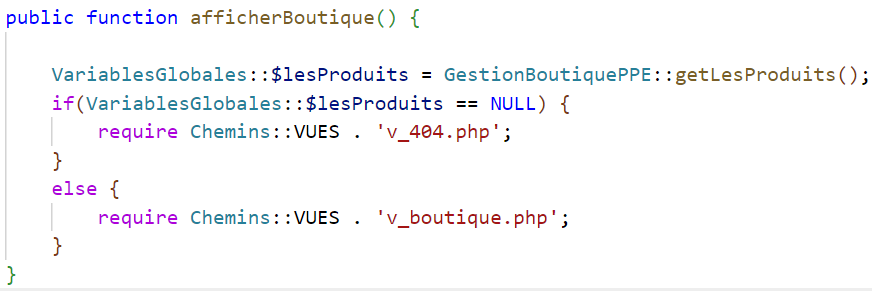 public function afficherBoutique() {
VariablesGlobales::$lesProduits = GestionBoutiquePPE::getLesProduits();
if(VariablesGlobales::$lesProduits == NULL) {
require Chemins::VUES . 'v_404.php';
}
else {
require Chemins::VUES . 'v_boutique.php';
}
}